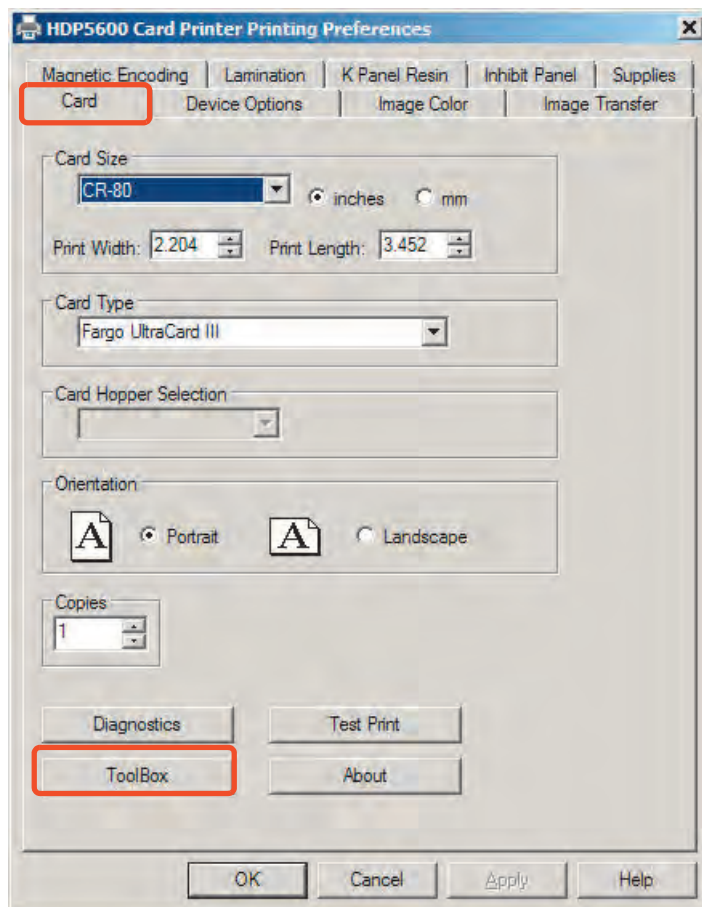 HDP5600 Card Printer Printing Preferences
Magnetic Encoding Lamination K Panel Resin Inhibit Panel Supplies
Card Device Options Image Color Image Transfer
Card Size
CR-80 inches mm
Print Width: 2.204 Print Length: 3.452
Card Type
Fargo UltraCard III
Card Hopper Selection
Orientation
A Portrait A Landscape
Copies
1
Diagnostics Test Print
ToolBox About
OK Cancel Apply Help